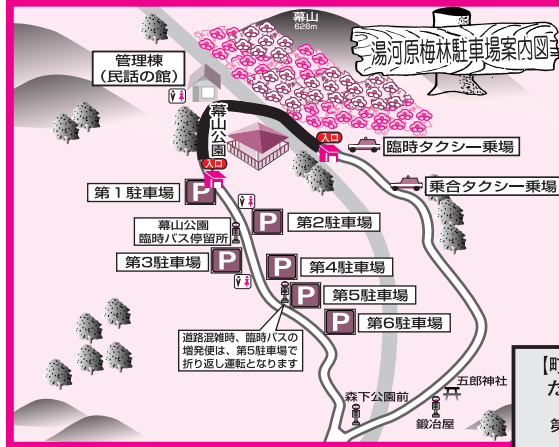 湯河原梅林駐車場案内図
幕山
626m
管理棟
(民話の館)
幕山公園
入口
入口
臨時タクシー乗場
乗合タクシー乗場
第1駐車場
P
幕山公園
臨時バス停留所
P
第2駐車場
第3駐車場
P
P
第4駐車場
P
第5駐車場
P
第6駐車場
道路混雑時、臨時バスの
増発便は、第5駐車場で
折り返し運転となります
森下公園前
五郎神社
鍛冶屋
【町
た